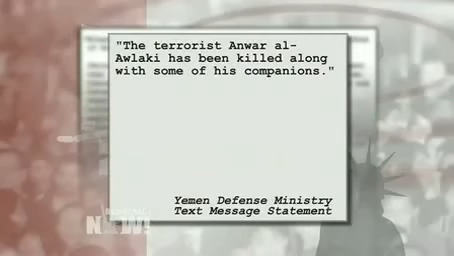 "The terrorist Anwar al-
Awlaki has been killed along
with some of his companions."
Yemen Defense Ministry
Text Message Statement
NOW!